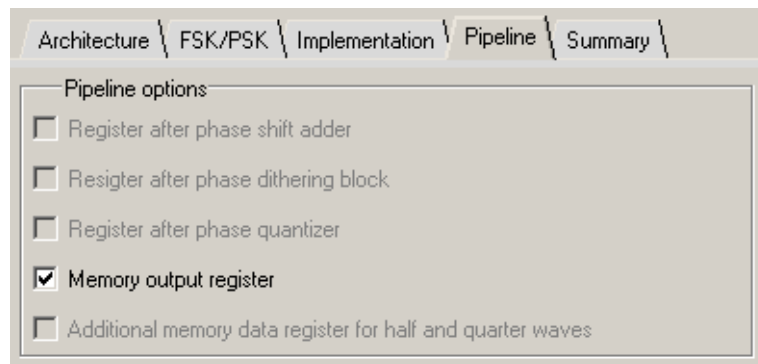 Architecture FSK/PSK Implementation Pipeline Summary
Pipeline options
Register after phase shift adder
Resigter after phase dithering block
Register after phase quantizer
Memory output register
Additional memory data register for half and quarter waves